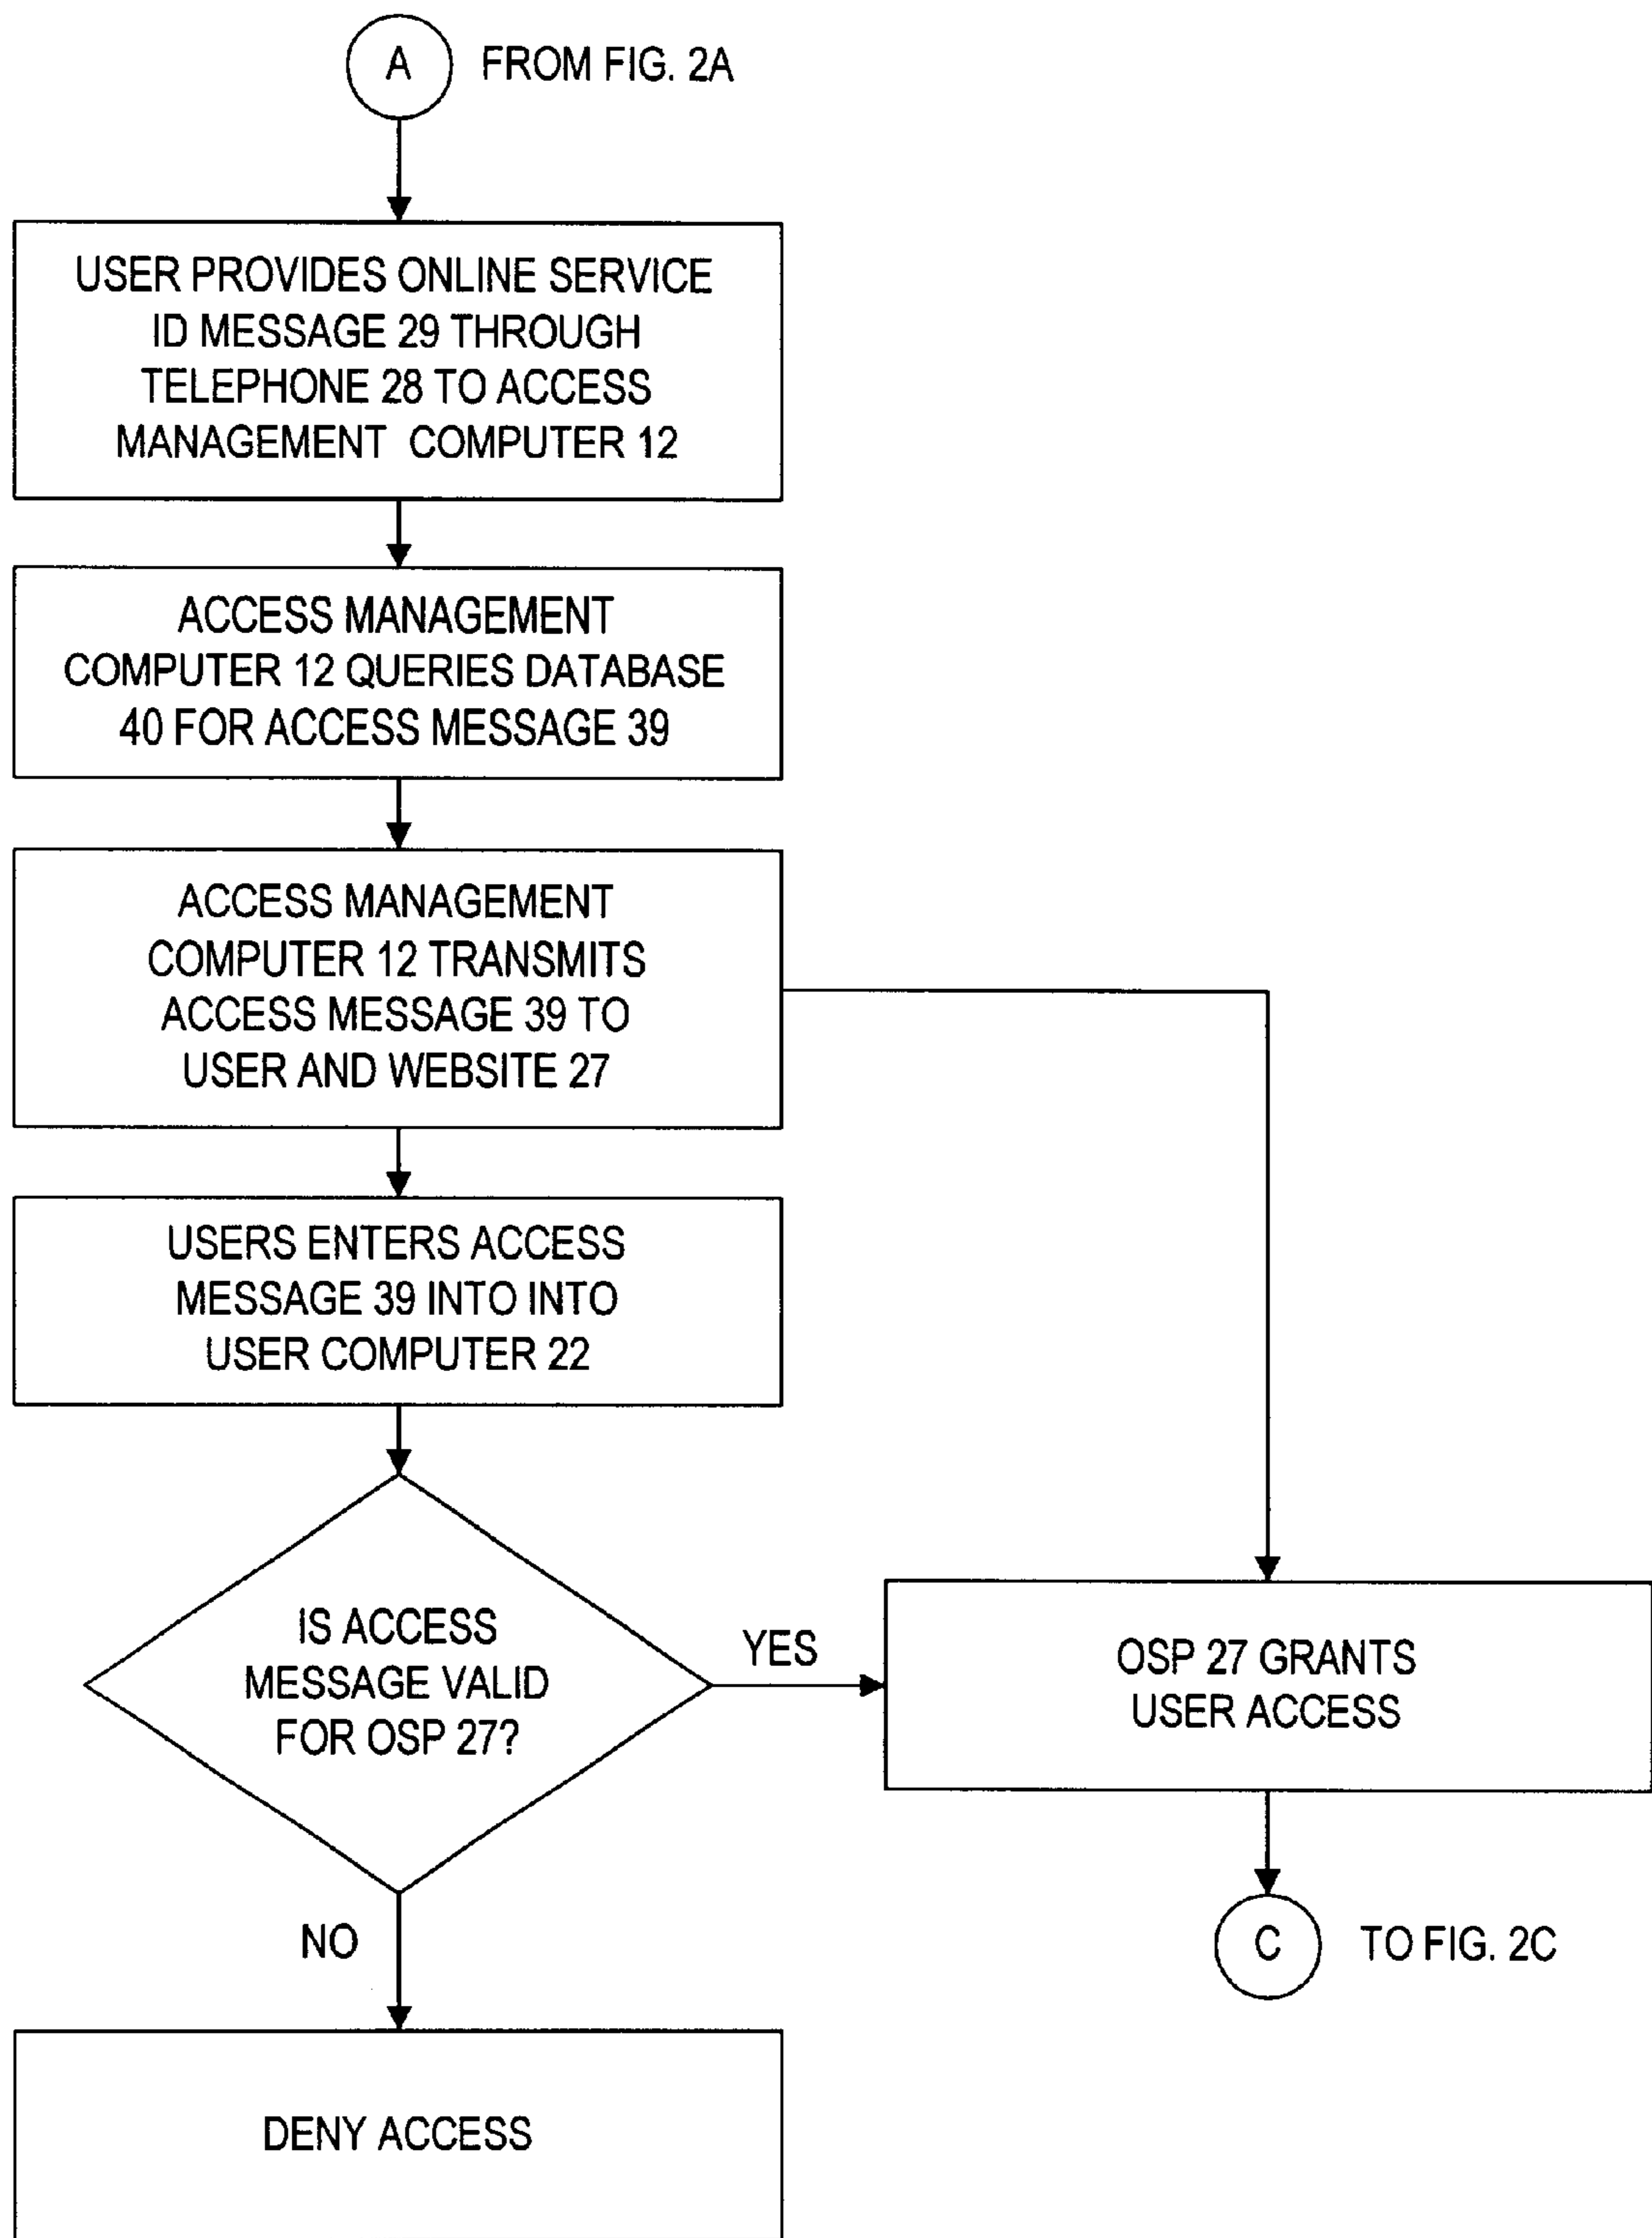 A
FROM FIG. 2A
USER PROVIDES ONLINE SERVICE
ID MESSAGE 29 THROUGH
TELEPHONE 28 TO ACCESS
MANAGEMENT COMPUTER 12
ACCESS MANAGEMENT
COMPUTER 12 QUERIES DATABASE
40 FOR ACCESS MESSAGE 39
ACCESS MANAGEMENT
COMPUTER 12 TRANSMITS
ACCESS MESSAGE 39 TO
USER AND WEBSITE 27
USERS ENTERS ACCESS
MESSAGE 39 INTO INTO
USER COMPUTER 22
IS ACCESS
MESSAGE VALID
FOR OSP 27?
YES
OSP 27 GRANTS
USER ACCESS
NO
C
TO FIG. 2C
DENY ACCESS